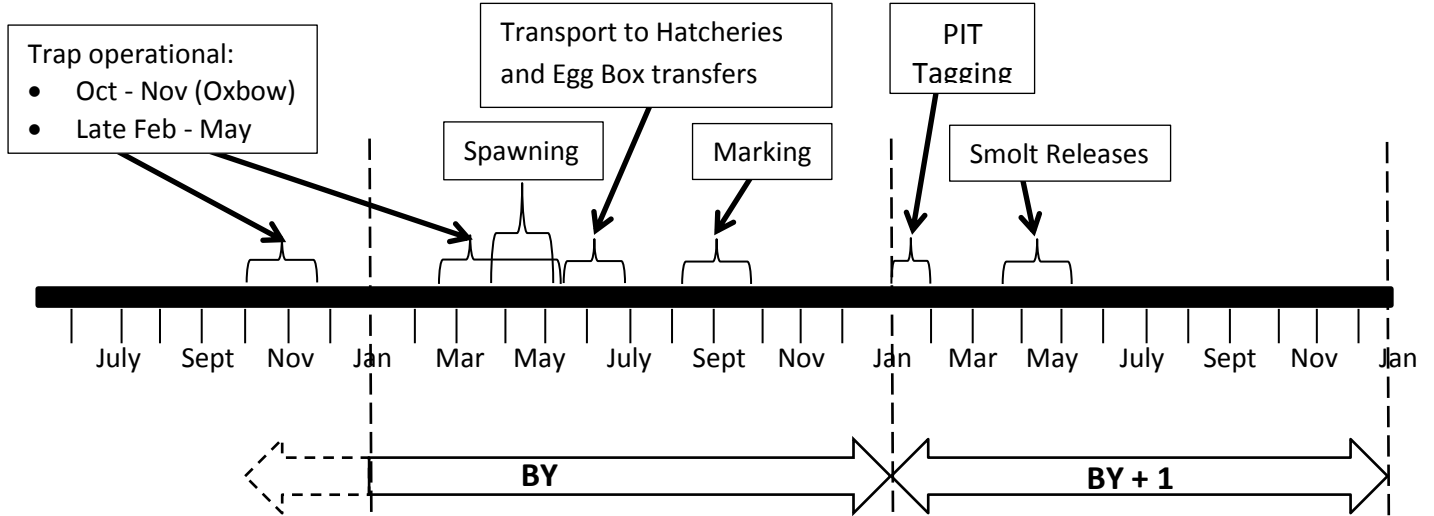 Trap operational:
• Oct - Nov (Oxbow)
• Late Feb - May
Transport to Hatcheries
and Egg Box transfers
PIT
Tagging
Spawning
Marking
Smolt Releases
July Sept Nov Jan Mar May July Sept Nov Jan Mar May July Sept Nov Jan
BY
BY + 1